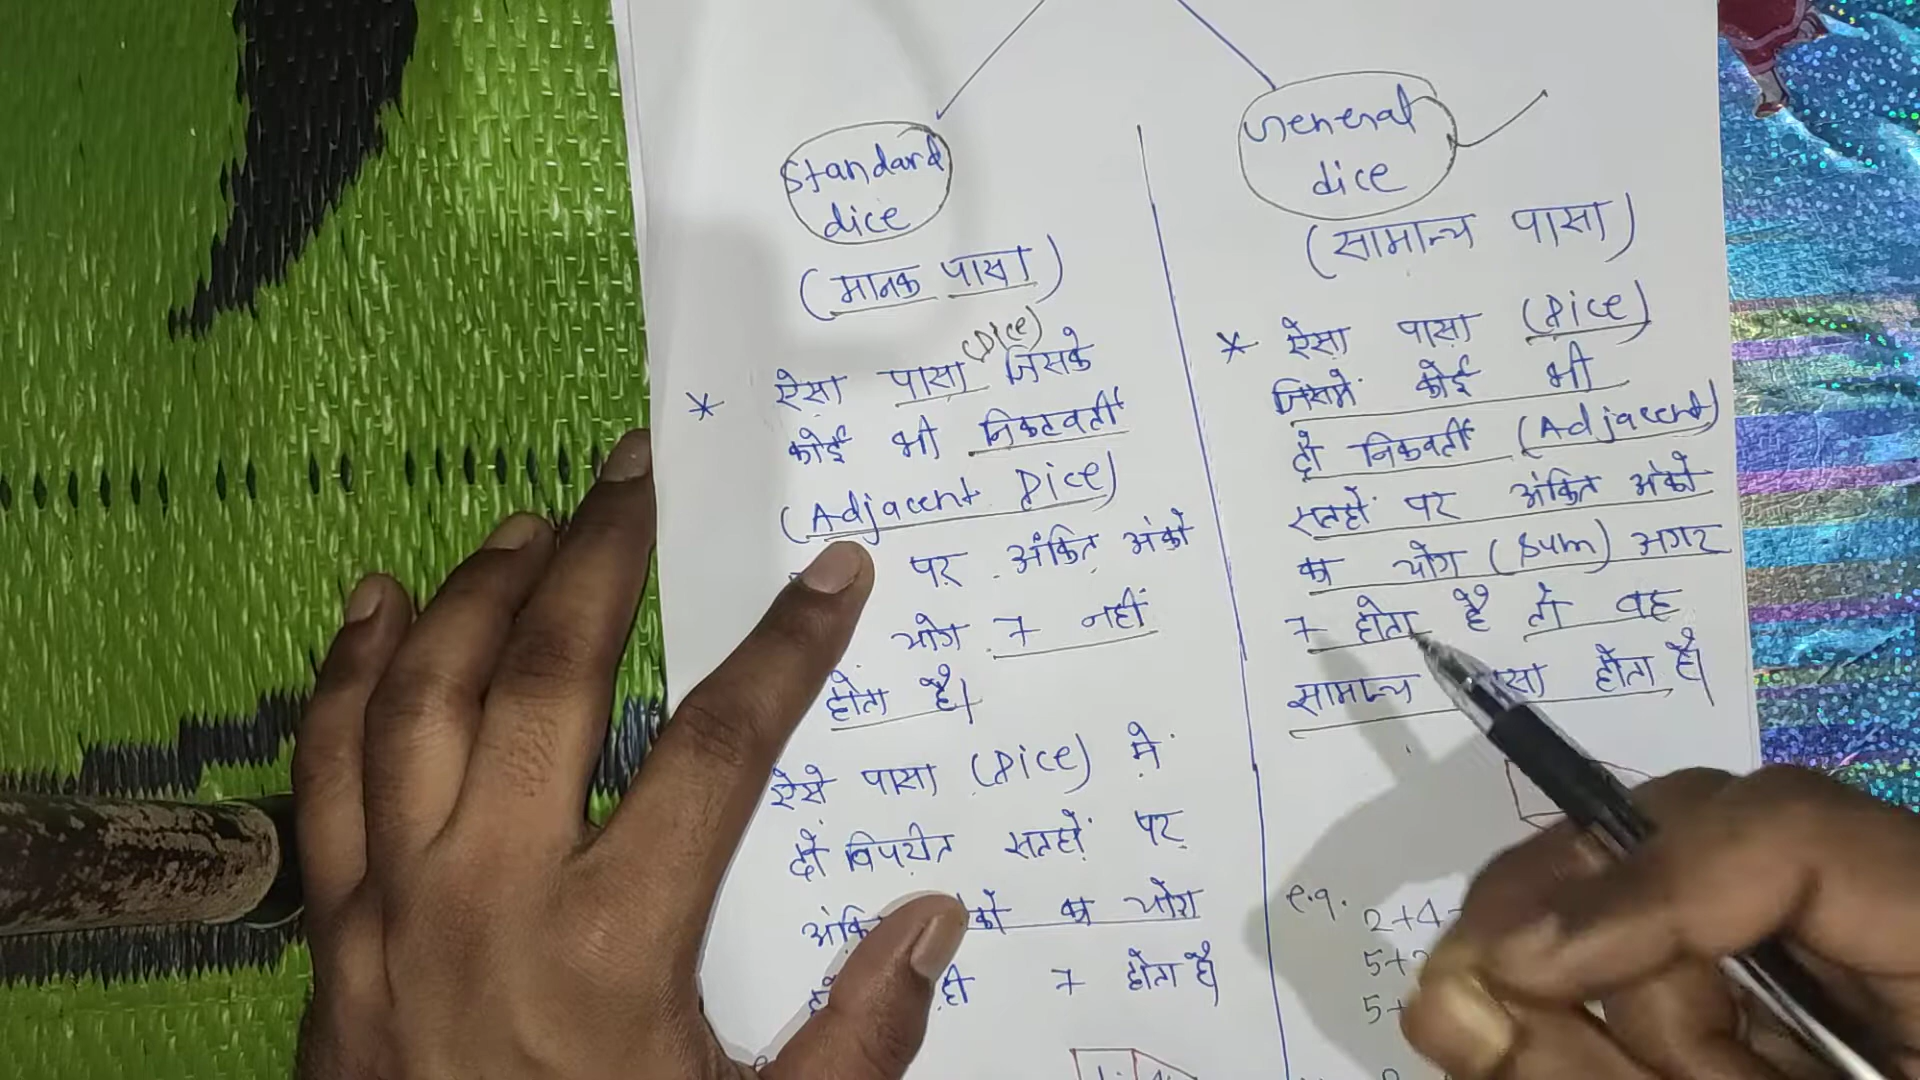 Standard
dice
(मानक पासा)
* ऐसा पासा (Dice) जिसके
कोई भी निकटवर्ती
(Adjacent Dice)
पर अंकित अंको
योग 7 नहीं
होता है।
ऐसे पासा (Dice) में
दो विपरीत सतहों पर
का योग
ही 7 होता है।
General
dice
(सामान्य पासा)
* ऐसा पासा (Dice)
जिसमें कोई भी
दो निकवर्ती (Adjacent)
सतहों पर अंकित अंको
का योग (Sum) अगर
7 होता है तो वह
सामान्य होता है।
e.g. 2+4
5+
5+